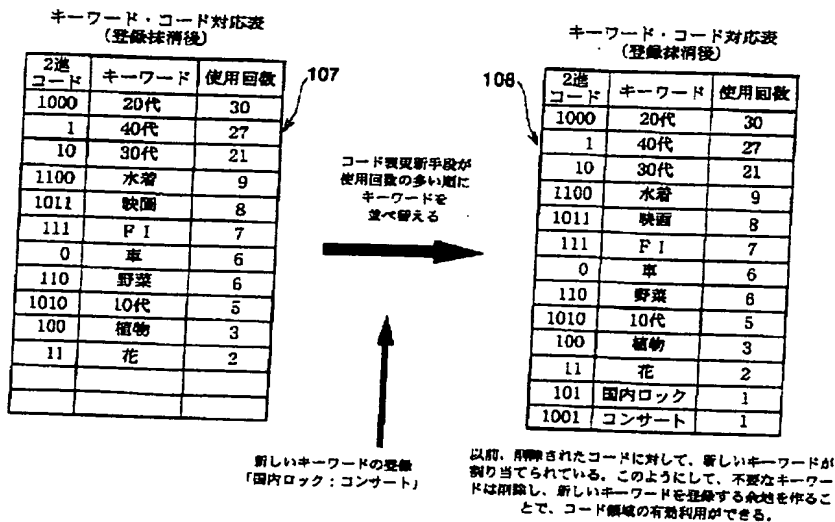 キーワード・コード対応表
(登録抹消後)
2進コード キーワード 使用回数
1000 20代 30
1 40代 27
10 30代 21
1100 水着 9
1011 映画 8
111 FI 7
0 車 6
110 野菜 6
1010 10代 5
100 植物 3
11 花 2
107
コード表更新手段が
使用回数の多い順に
キーワードを
並べ替える
新しいキーワードの登録
「国内ロック：コンサート」
キーワード・コード対応表
(登録抹消後)
108
2進コード キーワード 使用回数
1000 20代 30
1 40代 27
10 30代 21
1100 水着 9
1011 映画 8
111 FI 7
0 車 6
110 野菜 6
1010 10代 5
100 植物 3
11 花 2
101 国内ロック 1
1001 コンサート 1
以前、削除されたコードに対して、新しいキーワードが
割り当てられている。このようにして、不要なキーワー
ドは削除し、新しいキーワードを登録する余地を作るこ
とで、コード領域の有効利用ができる。